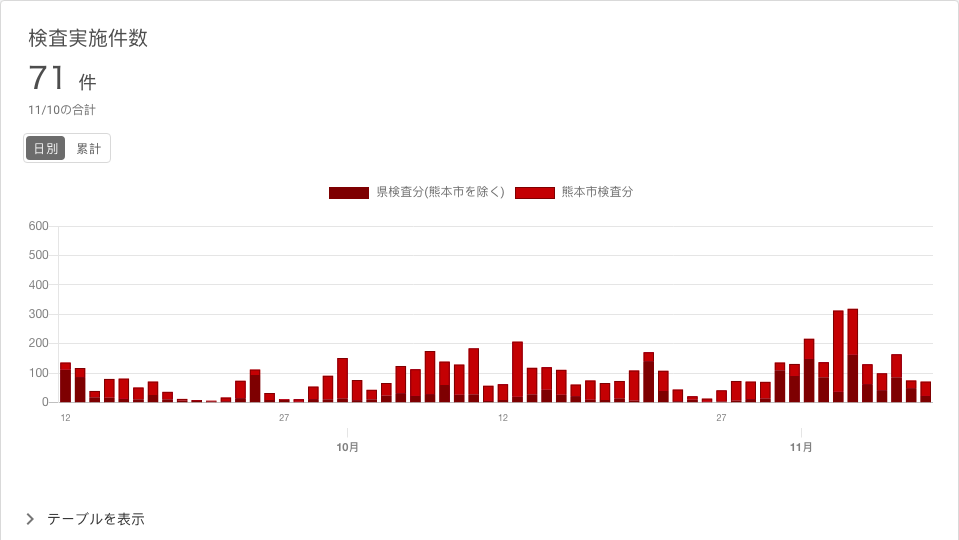 検査実施件数
71 件
11/10の合計
日別 累計
県検査分(熊本市を除く) 熊本市検査分
600
500
400
300
200
100
0
12 27 12 27
10月 11月
テーブルを表示